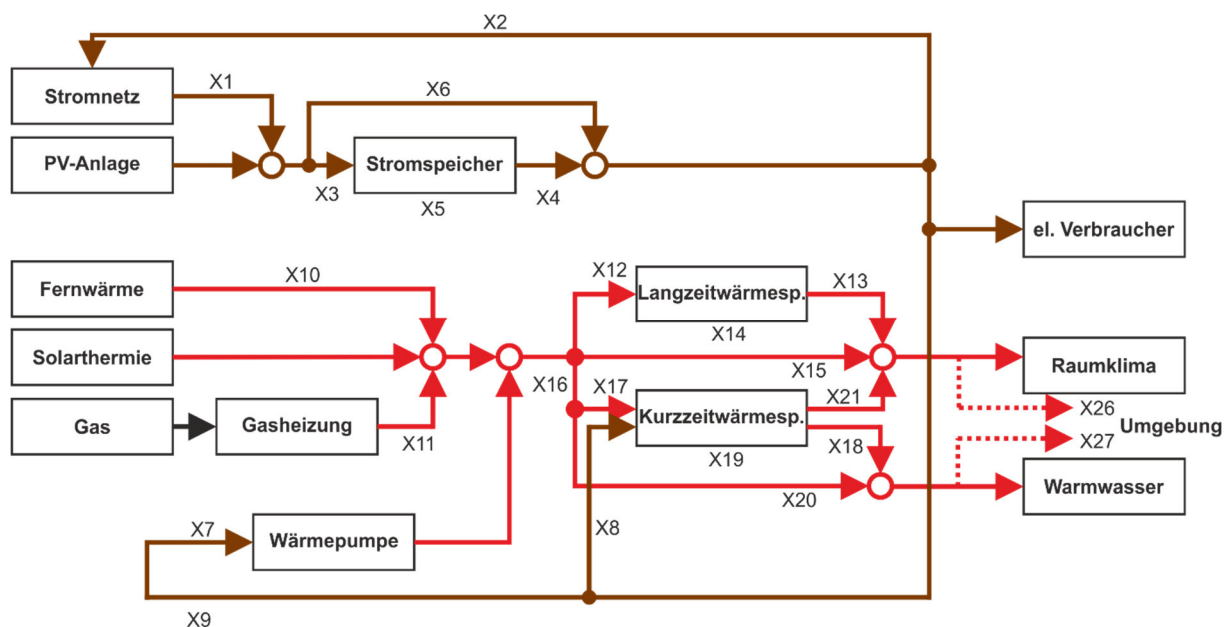 X2
X1
X6
Stromnetz
PV-Anlage
Stromspeicher
X3
X4
X5
el. Verbraucher
X10
X12
X13
Fernwärme
Langzeitwärmesp.
X14
Solarthermie
X15
Raumklima
X16
X17
X21
X26
Gas
Gasheizung
Kurzzeitwärmesp.
Umgebung
X11
X18
X27
X19
X20
Warmwasser
X7
Wärmepumpe
X8
X9